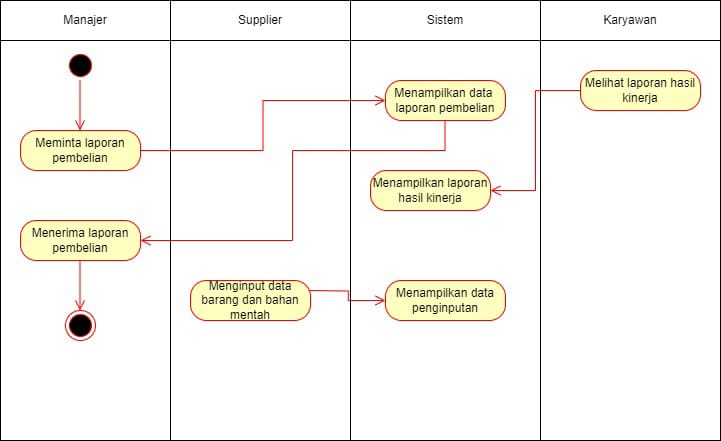 Manajer
Supplier
Sistem
Karyawan
Meminta laporan
pembelian
Menampilkan data
laporan pembelian
Melihat laporan hasil
kinerja
Menampilkan laporan
hasil kinerja
Menerima laporan
pembelian
Menginput data
barang dan bahan
mentah
Menampilkan data
penginputan